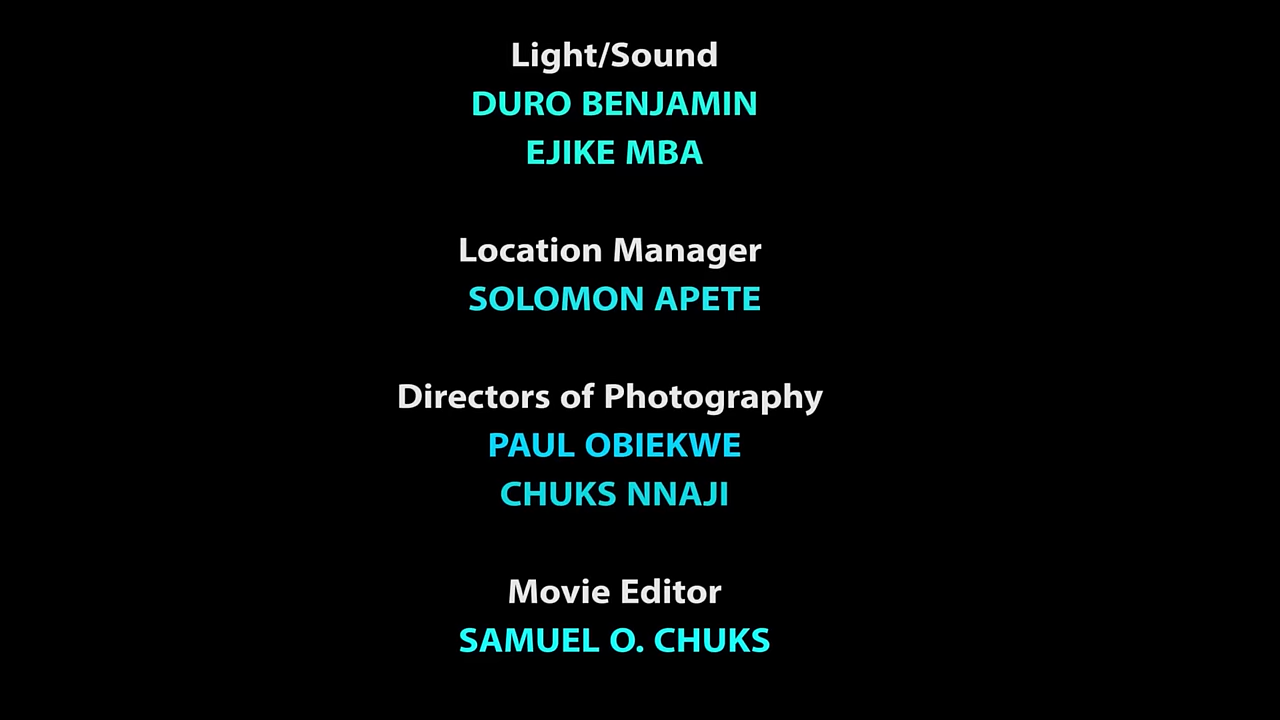 Light/Sound
DURO BENJAMIN
EJIKE MBA
Location Manager
SOLOMON APETE
Directors of Photography
PAUL OBIEKWE
CHUKS NNAJI
Movie Editor
SAMUEL O. CHUKS